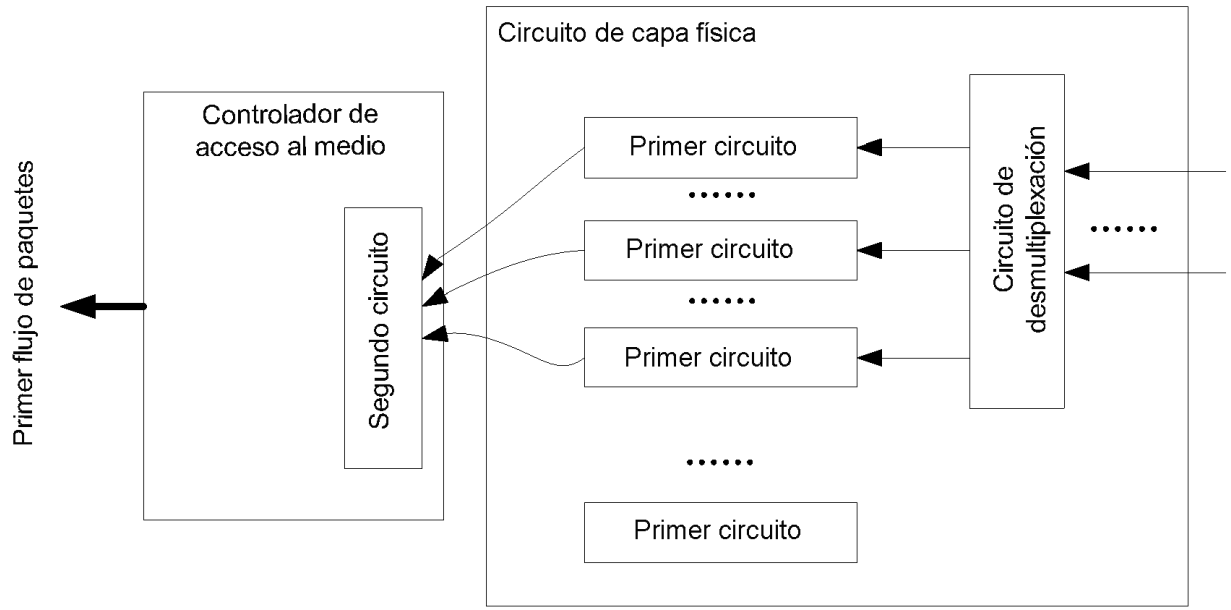 Circuito de capa física
Controlador de
acceso al medio
Primer flujo de paquetes
Segundo circuito
Primer circuito
......
Primer circuito
......
Primer circuito
......
Primer circuito
Circuito de
desmultiplexación
......